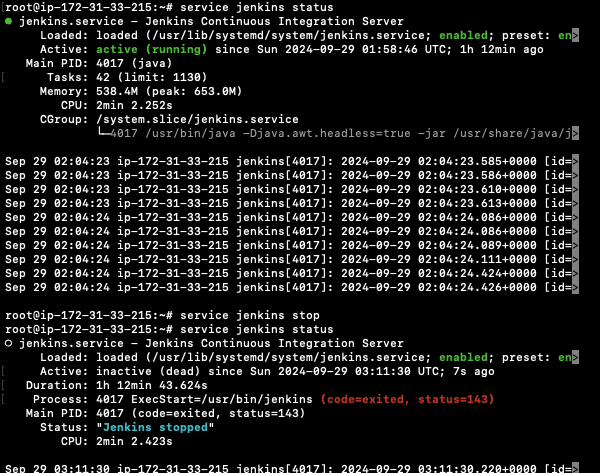 [root@ip-172-31-33-215:~# service jenkins status
● jenkins.service - Jenkins Continuous Integration Server
Loaded: loaded (/usr/lib/systemd/system/jenkins.service; enabled; preset: en>
Active: active (running) since Sun 2024-09-29 01:58:46 UTC; 1h 12min ago
Main PID: 4017 (java)
[ Tasks: 42 (limit: 1130)
Memory: 538.4M (peak: 653.0M)
CPU: 2min 2.252s
CGroup: /system.slice/jenkins.service
└─4017 /usr/bin/java -Djava.awt.headless=true -jar /usr/share/java/j>
Sep 29 02:04:23 ip-172-31-33-215 jenkins[4017]: 2024-09-29 02:04:23.585+0000 [id=>
Sep 29 02:04:23 ip-172-31-33-215 jenkins[4017]: 2024-09-29 02:04:23.586+0000 [id=>
Sep 29 02:04:23 ip-172-31-33-215 jenkins[4017]: 2024-09-29 02:04:23.610+0000 [id=>
Sep 29 02:04:23 ip-172-31-33-215 jenkins[4017]: 2024-09-29 02:04:23.613+0000 [id=>
Sep 29 02:04:24 ip-172-31-33-215 jenkins[4017]: 2024-09-29 02:04:24.086+0000 [id=>
Sep 29 02:04:24 ip-172-31-33-215 jenkins[4017]: 2024-09-29 02:04:24.086+0000 [id=>
Sep 29 02:04:24 ip-172-31-33-215 jenkins[4017]: 2024-09-29 02:04:24.089+0000 [id=>
Sep 29 02:04:24 ip-172-31-33-215 jenkins[4017]: 2024-09-29 02:04:24.111+0000 [id=>
Sep 29 02:04:24 ip-172-31-33-215 jenkins[4017]: 2024-09-29 02:04:24.424+0000 [id=>
Sep 29 02:04:24 ip-172-31-33-215 jenkins[4017]: 2024-09-29 02:04:24.426+0000 [id=>
root@ip-172-31-33-215:~# service jenkins stop
root@ip-172-31-33-215:~# service jenkins status
○ jenkins.service - Jenkins Continuous Integration Server
[ Loaded: loaded (/usr/lib/systemd/system/jenkins.service; enabled; preset: en>
Active: inactive (dead) since Sun 2024-09-29 03:11:30 UTC; 7s ago
[ Duration: 1h 12min 43.624s
[ Process: 4017 ExecStart=/usr/bin/jenkins (code=exited, status=143)
Main PID: 4017 (code=exited, status=143)
Status: "Jenkins stopped"
CPU: 2min 2.423s
Sep 29 03:11:30 ip-172-31-33-215 jenkins[4017]: 2024-09-29 03:11:30.220+0000 [id=>